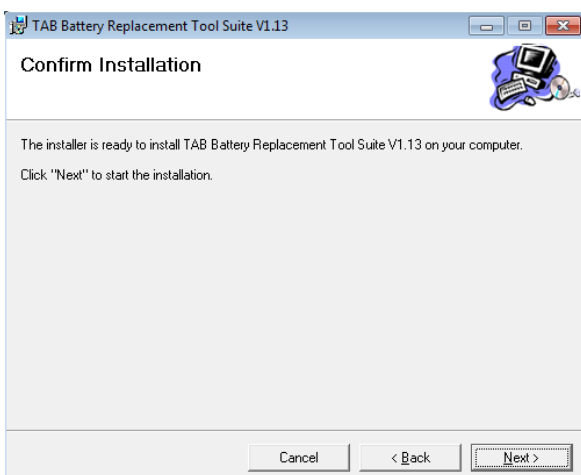 TAB Battery Replacement Tool Suite V1.13
Confirm Installation
The installer is ready to install TAB Battery Replacement Tool Suite V1.13 on your computer.
Click "Next" to start the installation.
Cancel
< Back
Next >